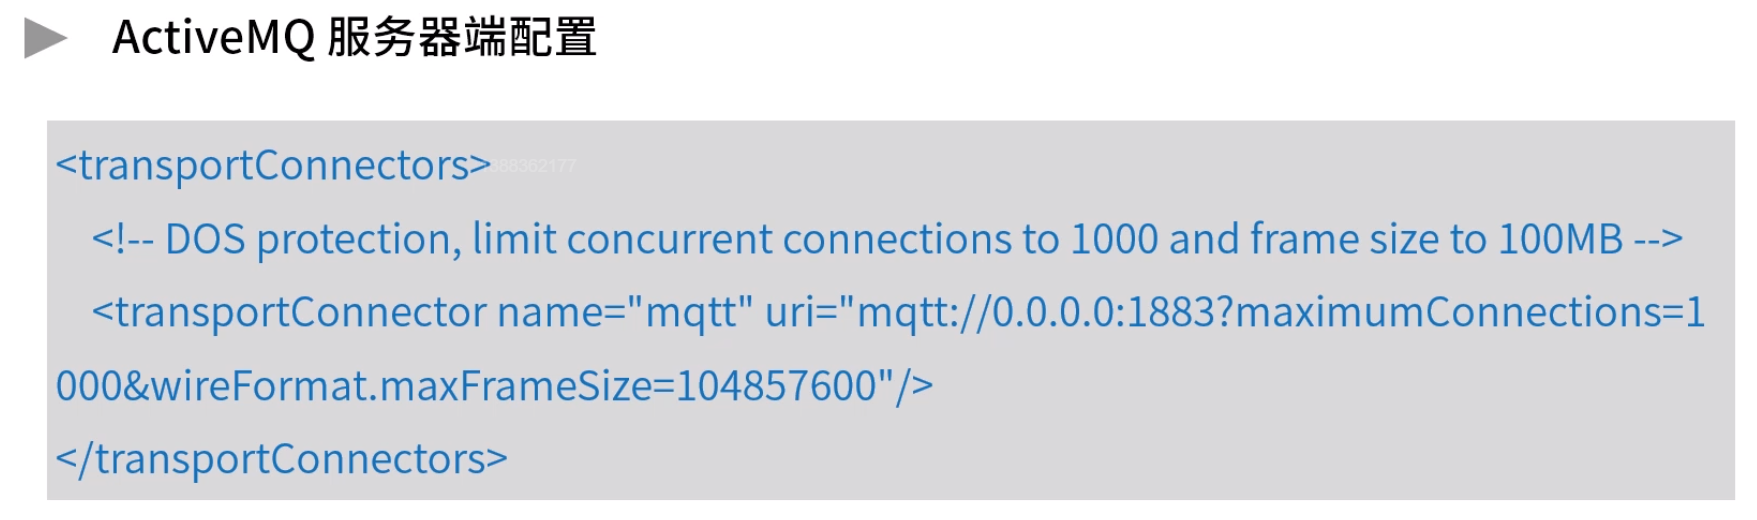 ActiveMQ 服务器端配置
<transportConnectors>
988362177
<!-- DOS protection, limit concurrent connections to 1000 and frame size to 100MB -->
<transportConnector name="mqtt" uri="mqtt://0.0.0.0:1883?maximumConnections=1
000&wireFormat.maxFrameSize=104857600"/>
</transportConnectors>